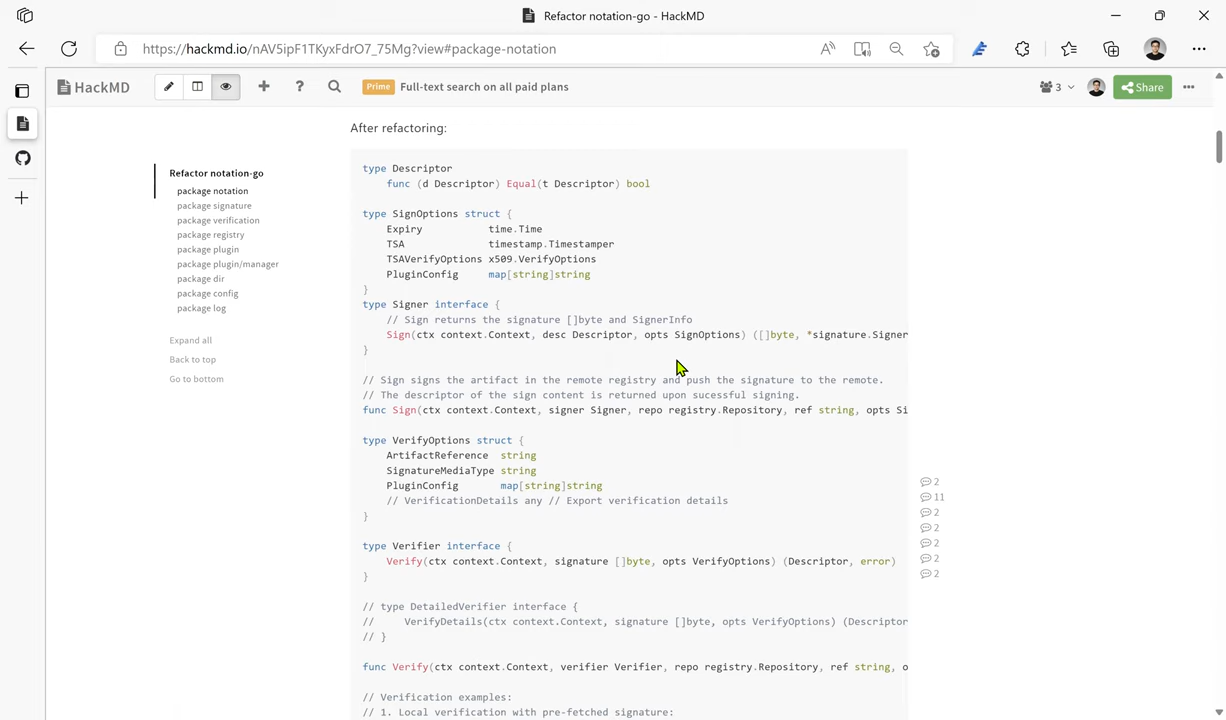 Refactor notation-go - HackMD
https://hackmd.io/nAV5ipF1TKyxFdrO7_75Mg?view#package-notation
HackMD
Prime Full-text search on all paid plans
3
Share
Refactor notation-go
package notation
package signature
package verification
package registry
package plugin
package plugin/manager
package dir
package config
package log
Expand all
Back to top
Go to bottom
After refactoring:
type Descriptor
func (d Descriptor) Equal(t Descriptor) bool
type SignOptions struct {
Expiry time.Time
TSA timestamp.Timestamper
TSAVerifyOptions x509.VerifyOptions
PluginConfig map[string]string
}
type Signer interface {
// Sign returns the signature []byte and SignerInfo
Sign(ctx context.Context, desc Descriptor, opts SignOptions) ([]byte, *signature.Signer
}
// Sign signs the artifact in the remote registry and push the signature to the remote.
// The descriptor of the sign content is returned upon sucessful signing.
func Sign(ctx context.Context, signer Signer, repo registry.Repository, ref string, opts Si
type VerifyOptions struct {
ArtifactReference string
SignatureMediaType string
PluginConfig map[string]string
// VerificationDetails any // Export verification details
}
type Verifier interface {
Verify(ctx context.Context, signature []byte, opts VerifyOptions) (Descriptor, error)
}
// type DetailedVerifier interface {
// VerifyDetails(ctx context.Context, signature []byte, opts VerifyOptions) (Descriptor
// }
func Verify(ctx context.Context, verifier Verifier, repo registry.Repository, ref string, o
// Verification examples:
// 1. Local verification with pre-fetched signature:
2
11
2
2
2
2
2